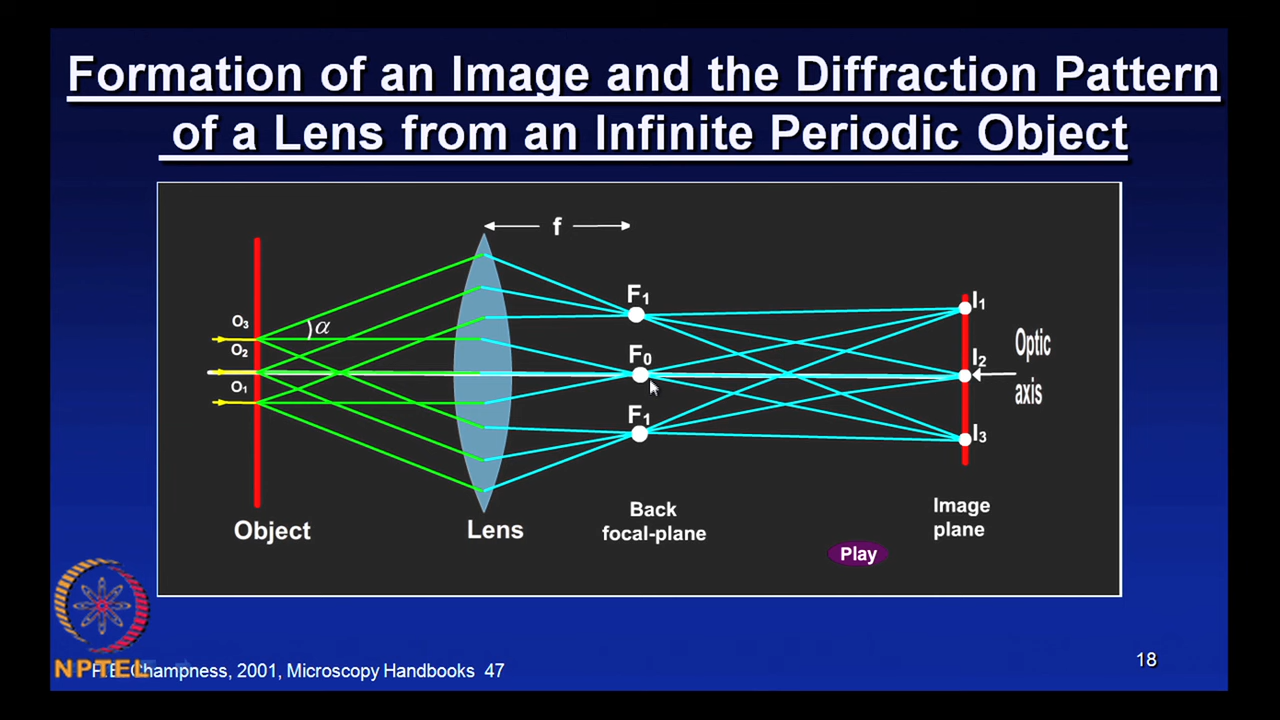 Formation of an Image and the Diffraction Pattern
of a Lens from an Infinite Periodic Object
f
F1
I1
O3
α
O2
F0
I2
Optic
axis
O1
F1
I3
Object
Lens
Back
focal-plane
Image
plane
Play
NPTEL
Champness, 2001, Microscopy Handbooks 47
18